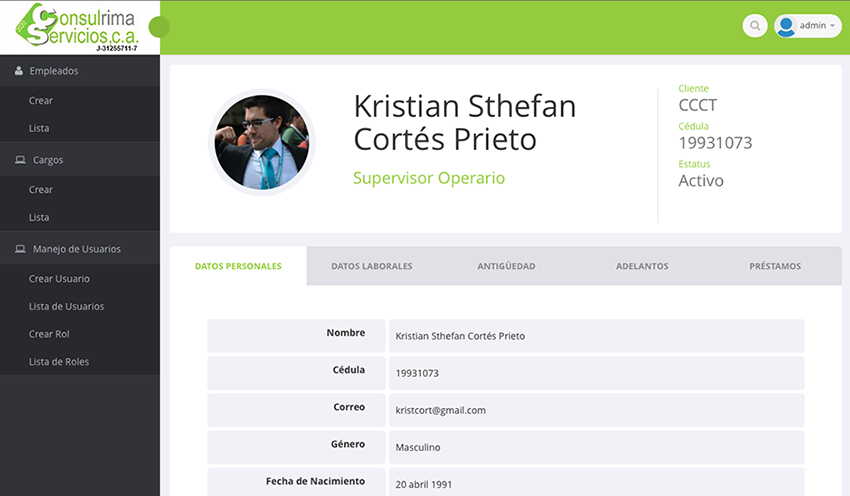 Consulrima
Servicios,c.a.
J-31255711-7
admin
Empleados
Crear
Lista
Cargos
Crear
Lista
Manejo de Usuarios
Crear Usuario
Lista de Usuarios
Crear Rol
Lista de Roles
Kristian Sthefan
Cortés Prieto
Supervisor Operario
Cliente
CCCT
Cédula
19931073
Estatus
Activo
DATOS PERSONALES DATOS LABORALES ANTIGÜEDAD ADELANTOS PRÉSTAMOS
Nombre Kristian Sthefan Cortés Prieto
Cédula 19931073
Correo kristcort@gmail.com
Género Masculino
Fecha de Nacimiento 20 abril 1991